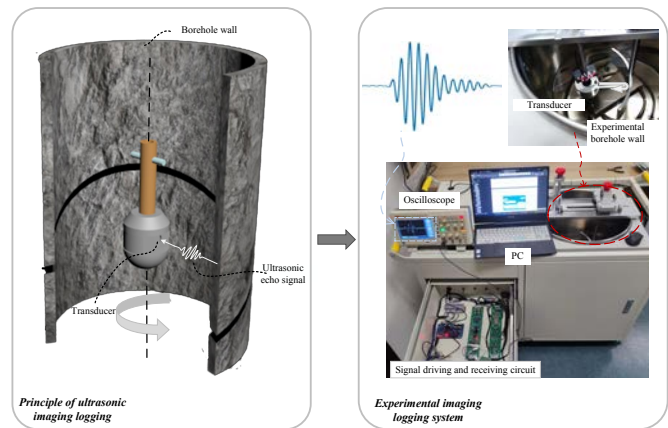 Borehole wall
Ultrasonic
echo signal
Transducer
Principle of ultrasonic
imaging logging
Transducer
Experimental
borehole wall
Oscilloscope
PC
Signal driving and receiving circuit
Experimental imaging
logging system